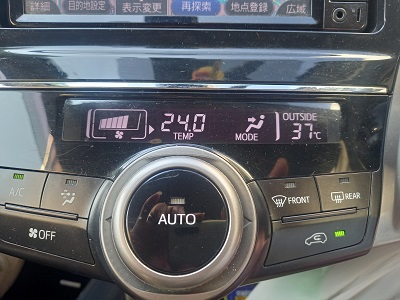 詳細 目的地設定 表示変更 再探索 地点登録 広域
24.0 OUTSIDE
TEMP MODE 37℃
A/C AUTO FRONT REAR
OFF